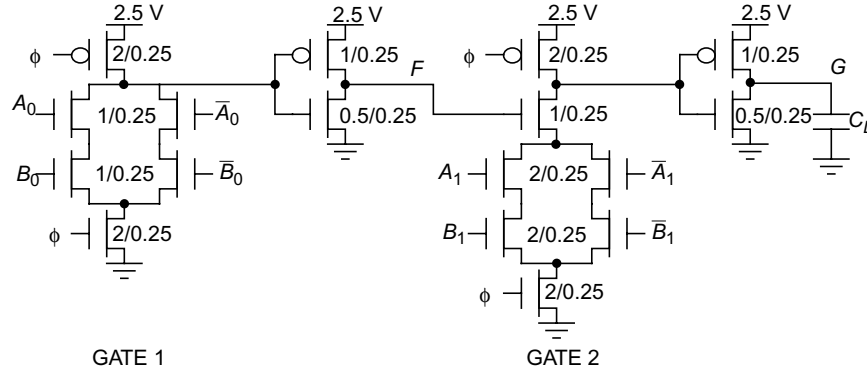 2.5 V 2.5 V 2.5 V 2.5 V
ϕ 2/0.25 1/0.25 ϕ 2/0.25 1/0.25
F G
A0 1/0.25 A̅0 0.5/0.25 1/0.25 0.5/0.25 CL
B0 1/0.25 B̅0 A1 2/0.25 A̅1
ϕ 2/0.25 B1 2/0.25 B̅1
ϕ 2/0.25
GATE 1 GATE 2